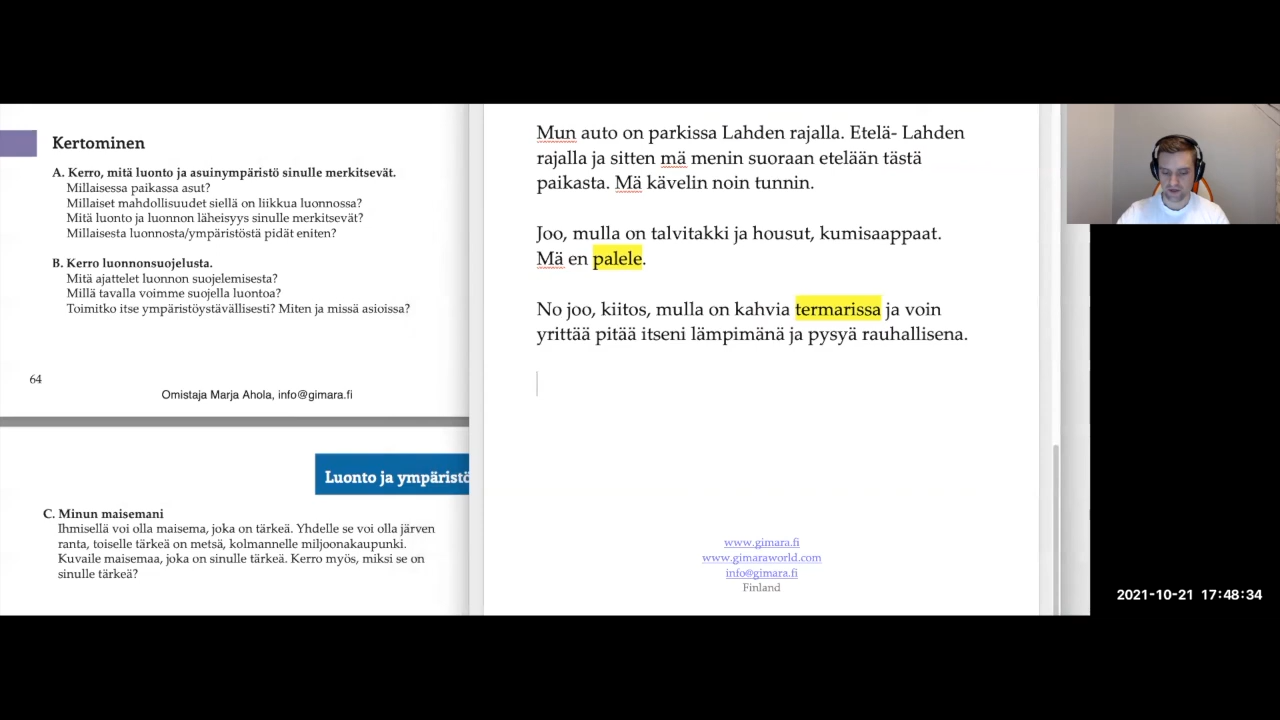 Kertominen
A. Kerro, mitä luonto ja asuinympäristö sinulle merkitsevät.
Millaisessa paikassa asut?
Millaiset mahdollisuudet siellä on liikkua luonnossa?
Mitä luonto ja luonnon läheisyys sinulle merkitsevät?
Millaisesta luonnosta/ympäristöstä pidät eniten?
B. Kerro luonnonsuojelusta.
Mitä ajattelet luonnon suojelemisesta?
Millä tavalla voimme suojella luontoa?
Toimitko itse ympäristöystävällisesti? Miten ja missä asioissa?
64
Omistaja Marja Ahola, info@gimara.fi
Luonto ja ympäristö
C. Minun maisemani
Ihmisellä voi olla maisema, joka on tärkeä. Yhdelle se voi olla järven
ranta, toiselle tärkeä on metsä, kolmannelle miljoonakaupunki.
Kuvaile maisemaa, joka on sinulle tärkeä. Kerro myös, miksi se on
sinulle tärkeä?
Mun auto on parkissa Lahden rajalla. Etelä- Lahden
rajalla ja sitten mä menin suoraan etelään tästä
paikasta. Mä kävelin noin tunnin.
Joo, mulla on talvitakki ja housut, kumisaappaat.
Mä en palele.
No joo, kiitos, mulla on kahvia termarissa ja voin
yrittää pitää itseni lämpimänä ja pysyä rauhallisena.
www.gimara.fi
www.gimaraworld.com
info@gimara.fi
Finland
2021-10-21 17:48:34